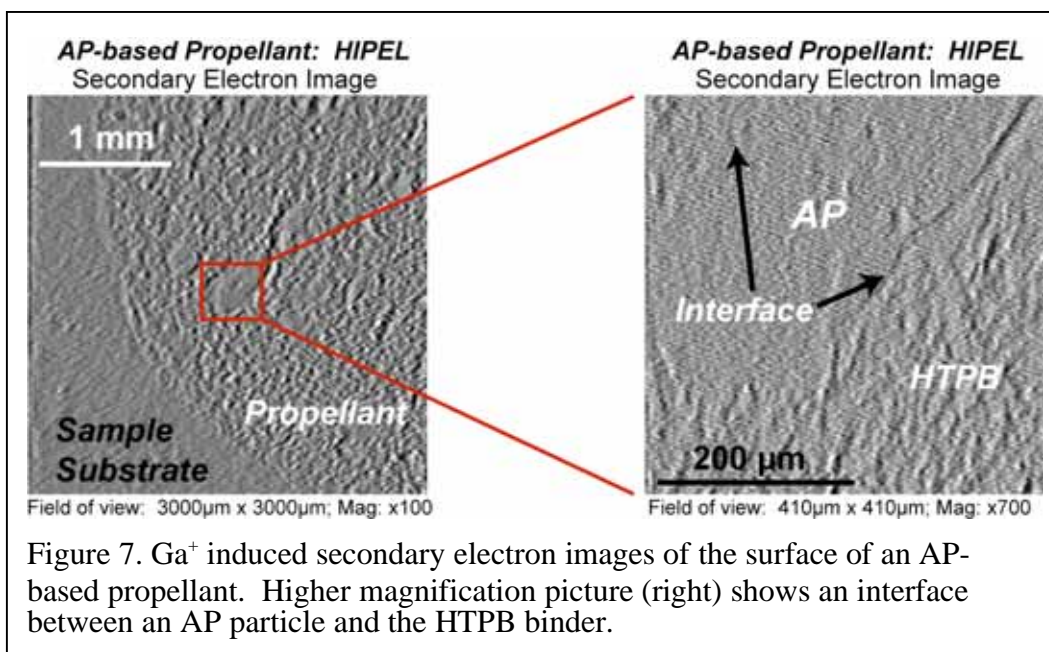 AP-based Propellant: HIPEL
Secondary Electron Image
1 mm
Propellant
Sample
Substrate
Field of view: 3000µm x 3000µm; Mag: x100
AP-based Propellant: HIPEL
Secondary Electron Image
AP
Interface
HTPB
200 µm
Field of view: 410µm x 410µm; Mag: x700
Figure 7. Ga⁺ induced secondary electron images of the surface of an AP-
based propellant. Higher magnification picture (right) shows an interface
between an AP particle and the HTPB binder.